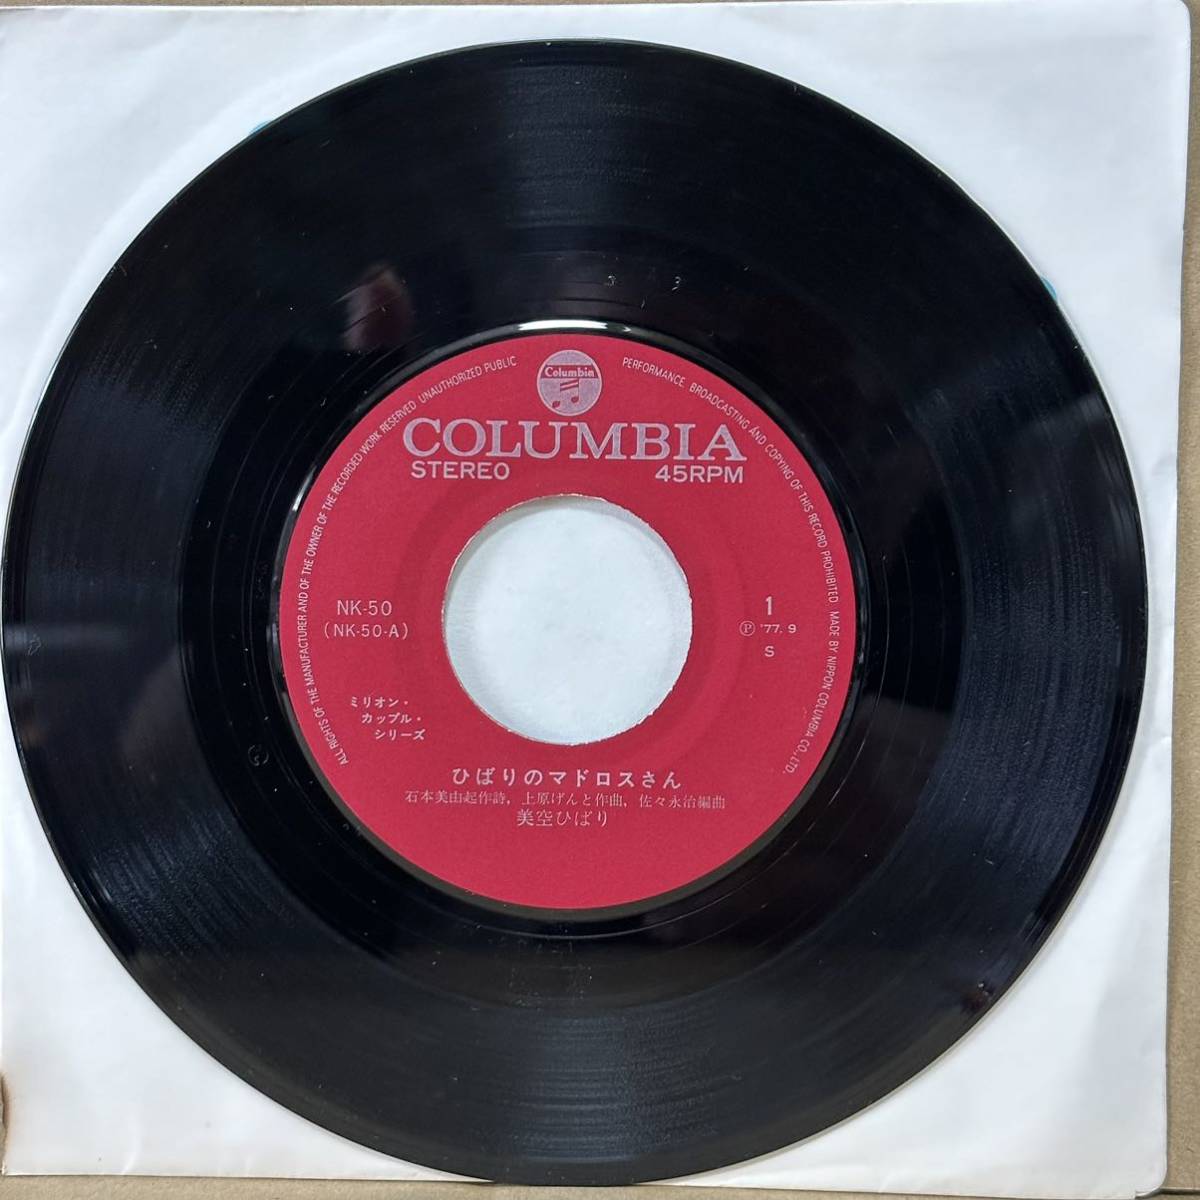 Columbia
COLUMBIA
STEREO 45RPM
NK-50
(NK-50-A)
1
Ⓟ '77. 9
S
ミリオン・
カップル・
シリーズ
ひばりのマドロスさん
石本美由起作詩, 上原げんと作曲, 佐々永治編曲
美空ひばり
ALL RIGHTS OF THE MANUFACTURER AND OF THE OWNER OF THE RECORDED WORK RESERVED UNAUTHORIZED PUBLIC PERFORMANCE BROADCASTING AND COPYING OF THIS RECORD PROHIBITED MADE BY NIPPON COLUMBIA CO., LTD.